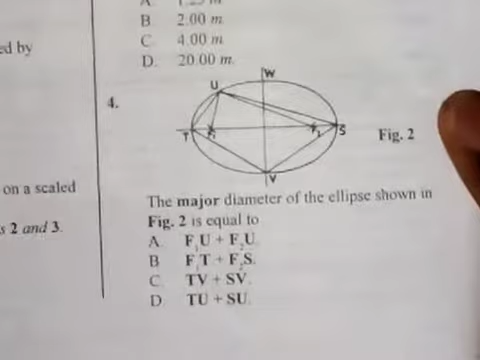 B. 2.00 m.
ed by
C. 4.00 m.
D. 20.00 m.
4.
W
U
T
S
Fig. 2
V
on a scaled
The major diameter of the ellipse shown in
s 2 and 3.
Fig. 2 is equal to
A. F₁U + F₂U.
B. F₁T + F₂S.
C. TV + SV.
D. TU + SU.